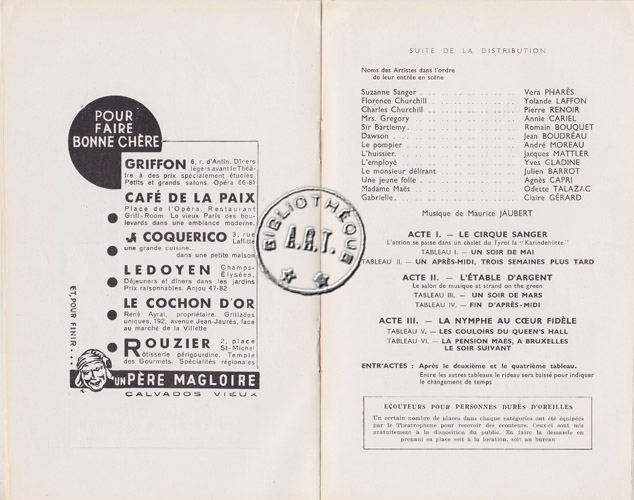 POUR
FAIRE
BONNE CHÈRE
GRIFFON 6, r. d'Antin. Dîners
légers avant le Théâ-
tre à des prix spécialement étudiés.
Petits et grands salons. Opéra 66-81
CAFÉ DE LA PAIX
Place de l'Opéra. Restaurant
Grill-Room Le vieux Paris des bou-
levards dans une ambiance moderne.
COQUERICO 3, rue
Laffitte
une grande cuisine...
dans une petite maison
LEDOYEN Champs-
Élysées,
Déjeuners et dîners dans les jardins
Prix raisonnables. Anjou 47-82
LE COCHON D'OR
René Ayral, propriétaire. Grillades
uniques, 192, avenue Jean-Jaurès, face
au marché de la Villette
ROUZIER 2, place
St-Michel
Rôtisserie périgourdine. Temple
des Gourmets. Spécialités régionales
ET, POUR FINIR...
UN PÈRE MAGLOIRE
CALVADOS VIEUX
BIBLIOTHÈQUE
A.R.T.
SUITE DE LA DISTRIBUTION
Noms des Artistes dans l'ordre
de leur entrée en scène
Suzanne Sanger Vera PHARÈS
Florence Churchill Yolande LAFFON
Charles Churchill Pierre RENOIR
Mrs. Gregory Annie CARIEL
Sir Bartlemy Romain BOUQUET
Dawson Jean BOUDRÉAU
Le pompier André MOREAU
L'huissier Jacques MATTLER
L'employé Yves GLADINE
Le monsieur délirant Julien BARROT
Une jeune folle Agnès CAPRI
Madame Maës Odette TALAZAC
Gabrielle Claire GÉRARD
Musique de Maurice JAUBERT
ACTE I. — LE CIRQUE SANGER
L'action se passe dans un chalet du Tyrol la "Karindehütte"
TABLEAU I. — UN SOIR DE MAI
TABLEAU II. — UN APRÈS-MIDI, TROIS SEMAINES PLUS TARD
ACTE II. — L'ÉTABLE D'ARGENT
Le salon de musique at strand on the green
TABLEAU III. — UN SOIR DE MARS
TABLEAU IV. — FIN D'APRÈS-MIDI
ACTE III. — LA NYMPHE AU CŒUR FIDÈLE
TABLEAU V. — LES COULOIRS DU QUEEN'S HALL
TABLEAU VI. — LA PENSION MAES, A BRUXELLES
LE SOIR SUIVANT
ENTR'ACTES : Après le deuxième et le quatrième tableau.
Entre les autres tableaux le rideau sera baissé pour indiquer
le changement de temps
ECOUTEURS POUR PERSONNES DURES D'OREILLES
Un certain nombre de places dans chaque catégories ont été équipées
par le Theatrophone pour recevoir des écouteurs. Ceux-ci sont mis
gratuitement à la disposition du public. En faire la demande en
prenant sa place soit à la location, soit au bureau